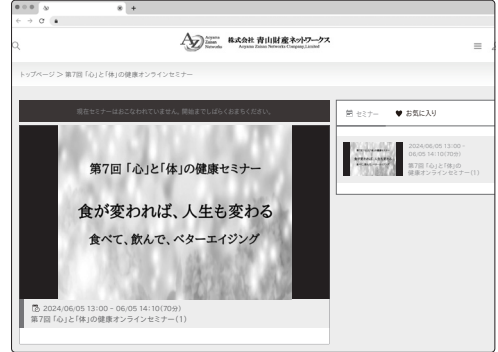 Aoyama
Zaisan
Networks
株式会社 青山財産ネットワークス
Aoyama Zaisan Networks Company,Limited
トップページ > 第7回「心」と「体」の健康オンラインセミナー
現在セミナーはおこなわれていません。開始までしばらくおまちください。
第7回「心」と「体」の健康セミナー
食が変われば、人生も変わる
食べて、飲んで、ベターエイジング
2024/06/05 13:00 - 06/05 14:10(70分)
第7回「心」と「体」の健康オンラインセミナー(1)
セミナー
お気に入り
2024/06/05 13:00 -
06/05 14:10(70分)
第7回「心」と「体」の
健康オンラインセミナー(1)